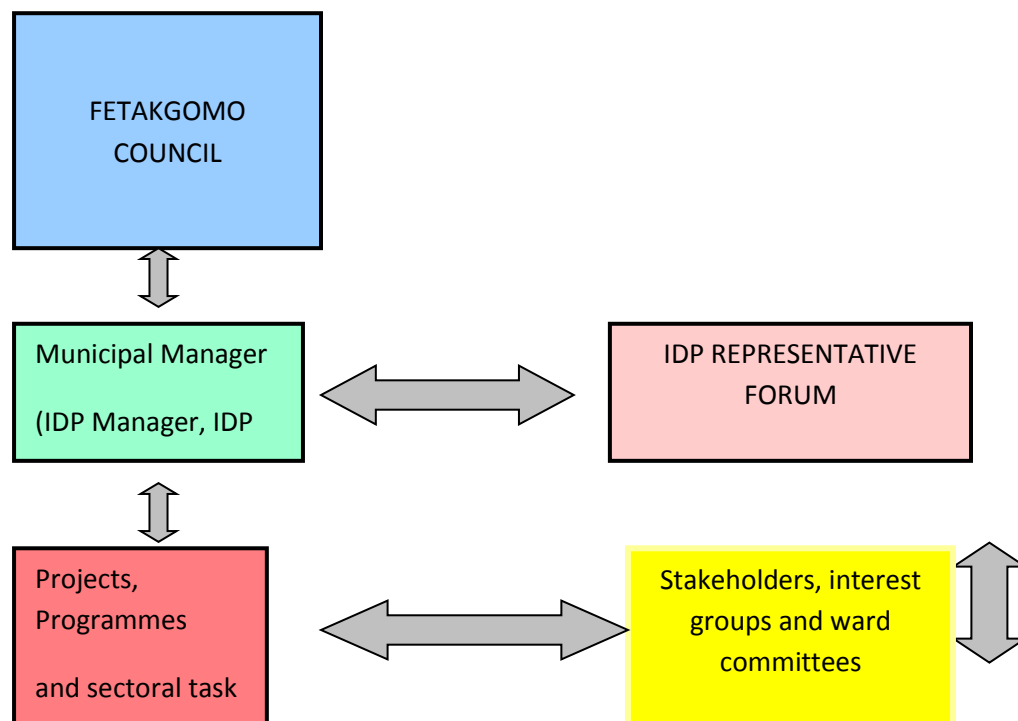 FETAKGOMO
COUNCIL
Municipal Manager
(IDP Manager, IDP
IDP REPRESENTATIVE
FORUM
Projects,
Programmes
and sectoral task
Stakeholders, interest
groups and ward
committees